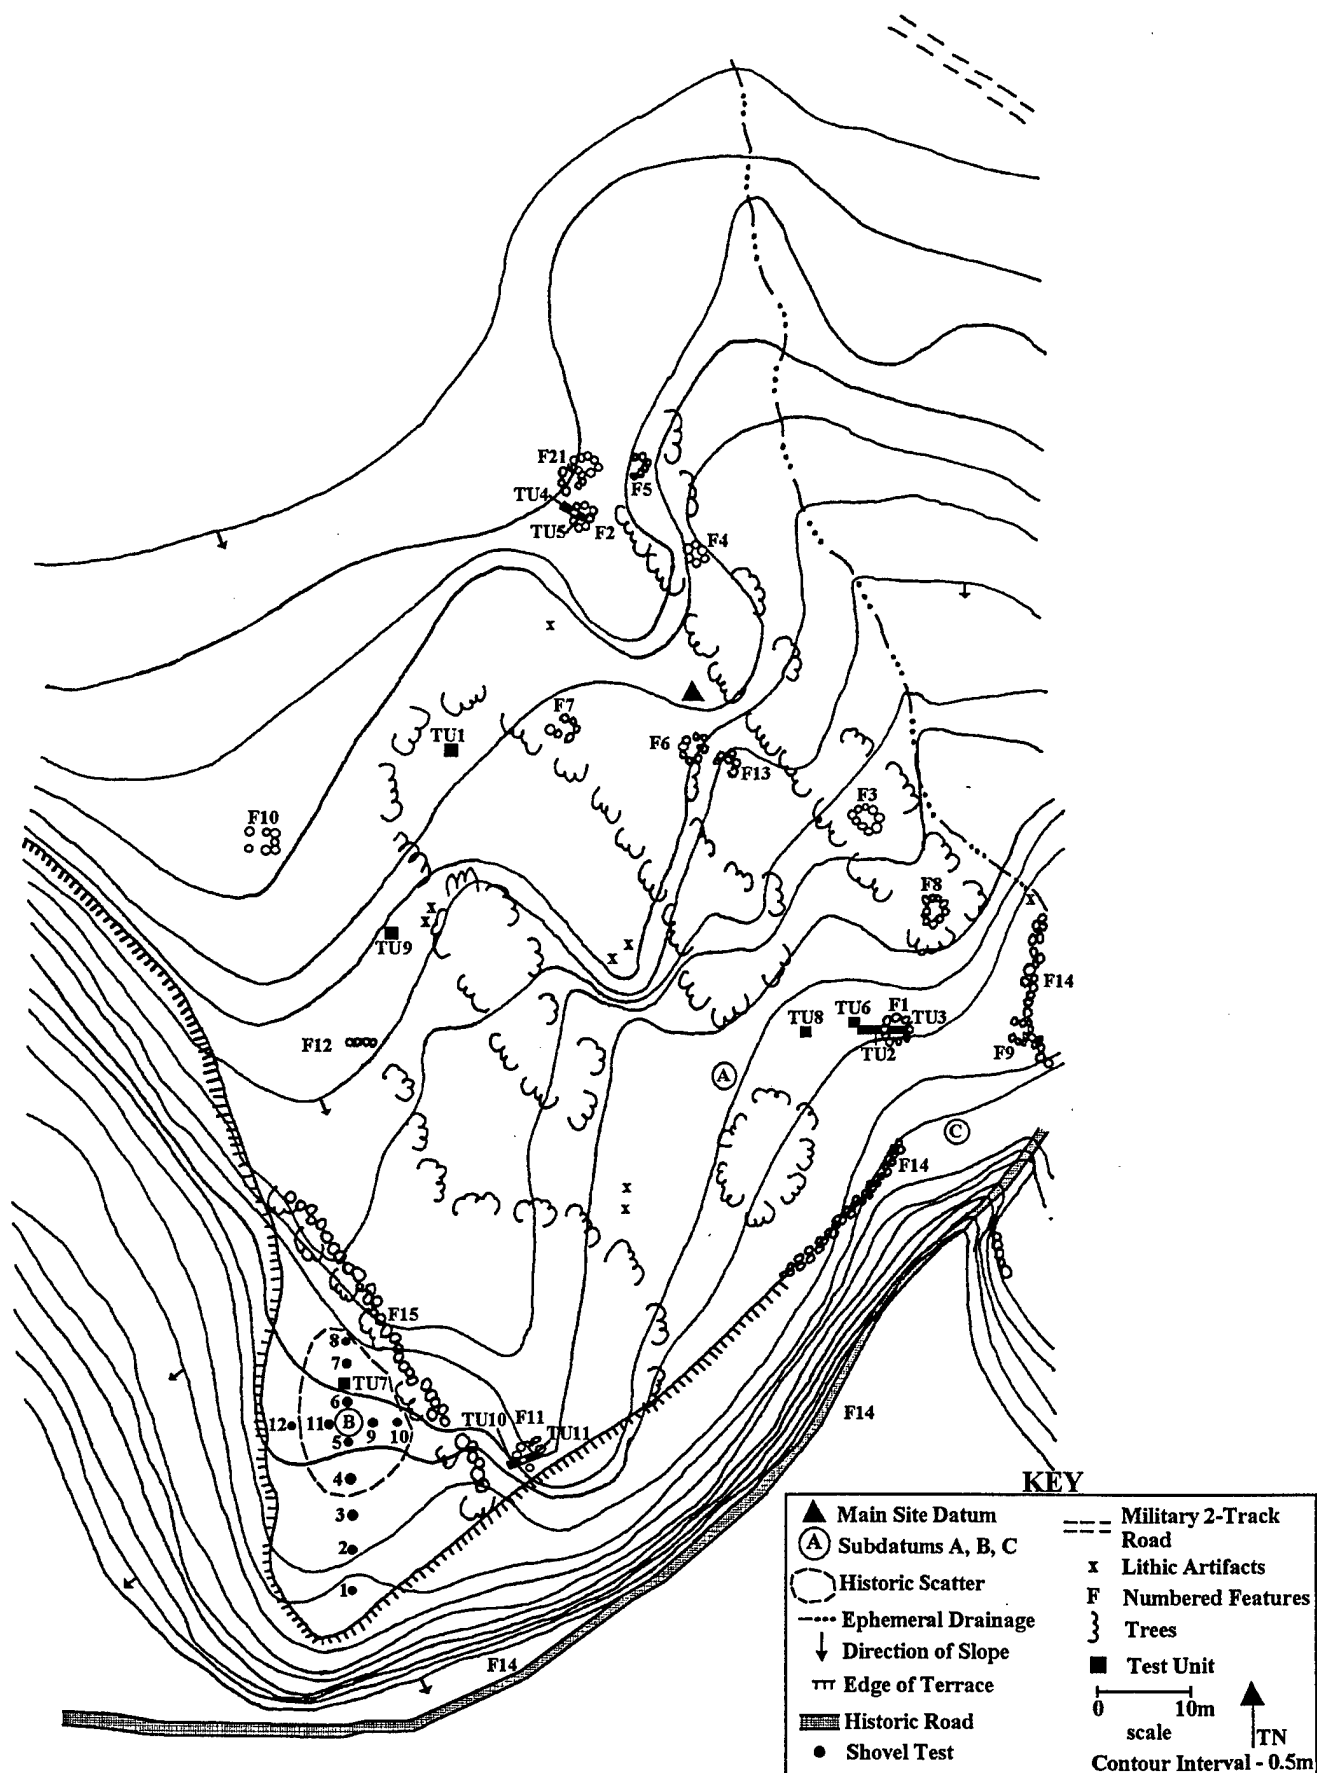 F21
TU4
F5
TU5
F2
F4
F7
TU1
F6
F13
F3
F10
F8
TU9
F14
TU8
TU6
F1
TU3
F12
TU2
F9
A
C
F14
F15
8
7
TU7
6
12
11
B
9
10
TU10
F11
TU11
5
F14
4
3
2
1
F14
KEY
Main Site Datum
A Subdatums A, B, C
Historic Scatter
Ephemeral Drainage
Direction of Slope
Edge of Terrace
Historic Road
Shovel Test
Military 2-Track
Road
x Lithic Artifacts
F Numbered Features
Trees
Test Unit
0 10m
scale
TN
Contour Interval - 0.5m
x
x
x
x
x
x
x
x